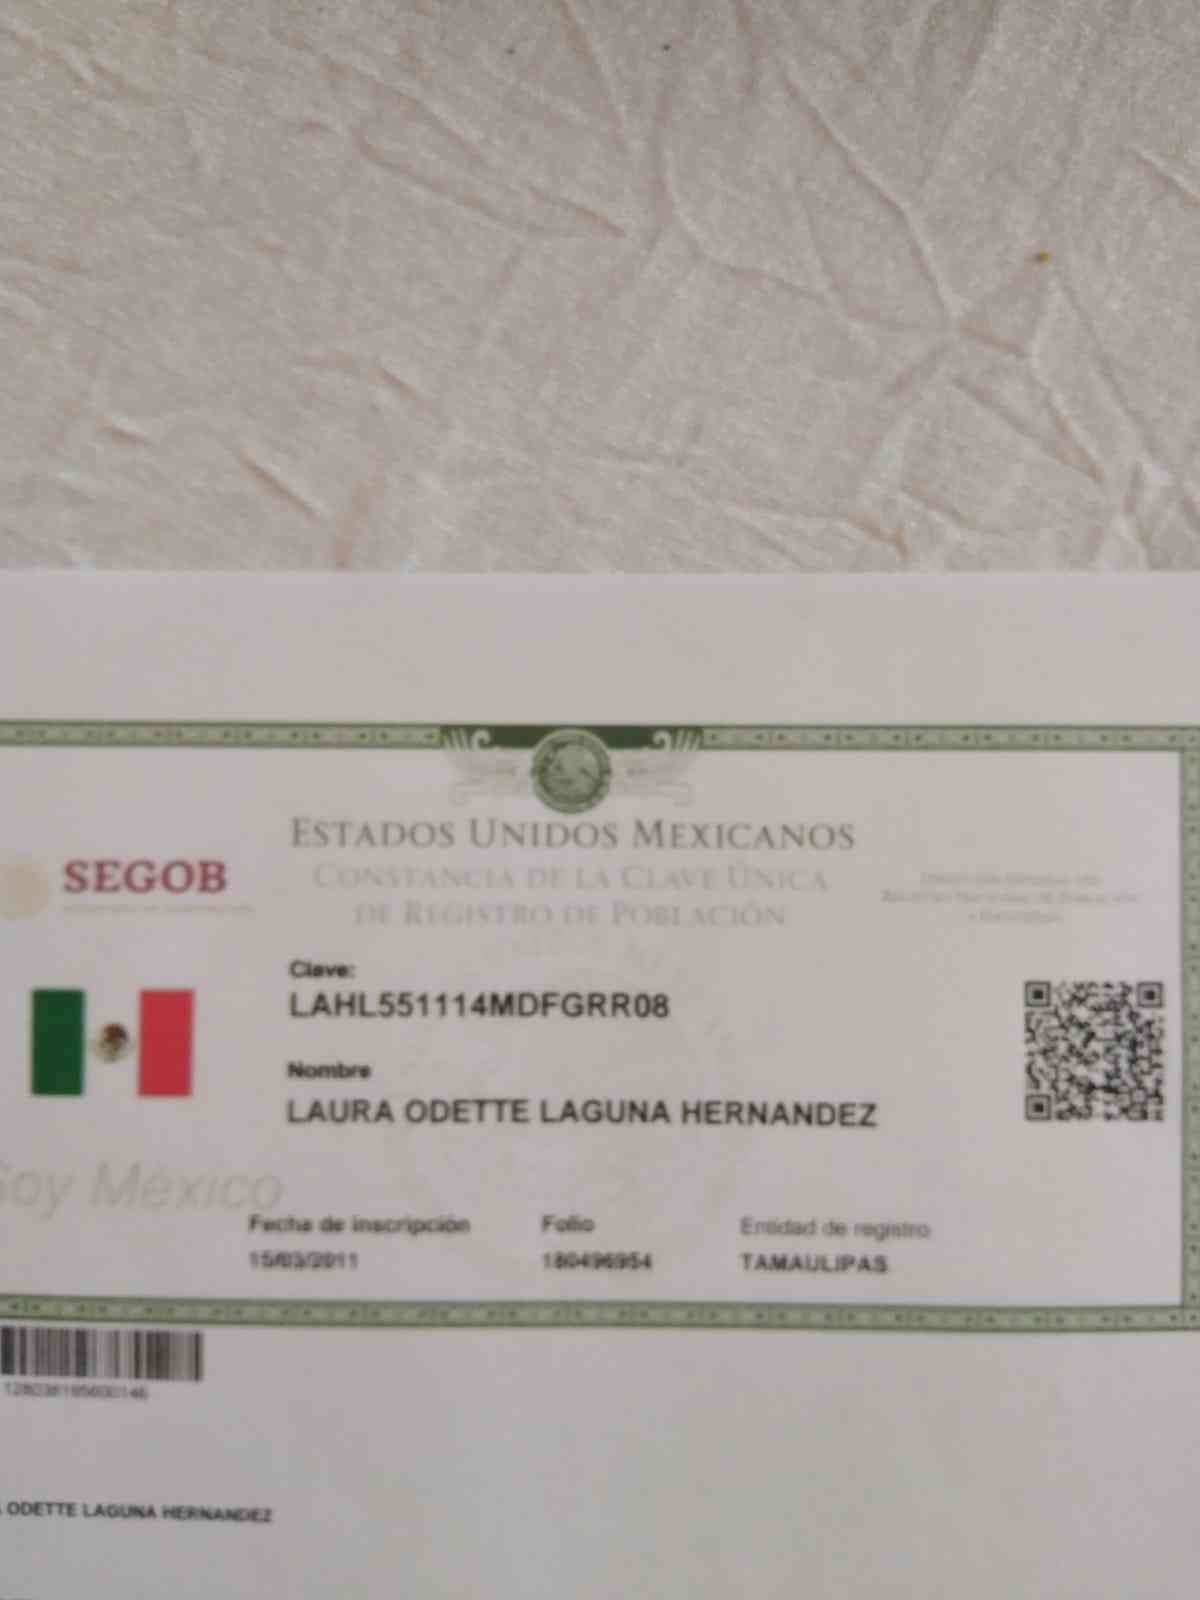 ESTADOS UNIDOS MEXICANOS
SEGOB
CONSTANCIA DE LA CLAVE ÚNICA
DE REGISTRO DE POBLACIÓN
Clave:
LAHL551114MDFGRR08
Nombre
LAURA ODETTE LAGUNA HERNANDEZ
Soy México
Fecha de inscripción Folio Entidad de registro
15/03/2011 180496954 TAMAULIPAS
ODETTE LAGUNA HERNANDEZ